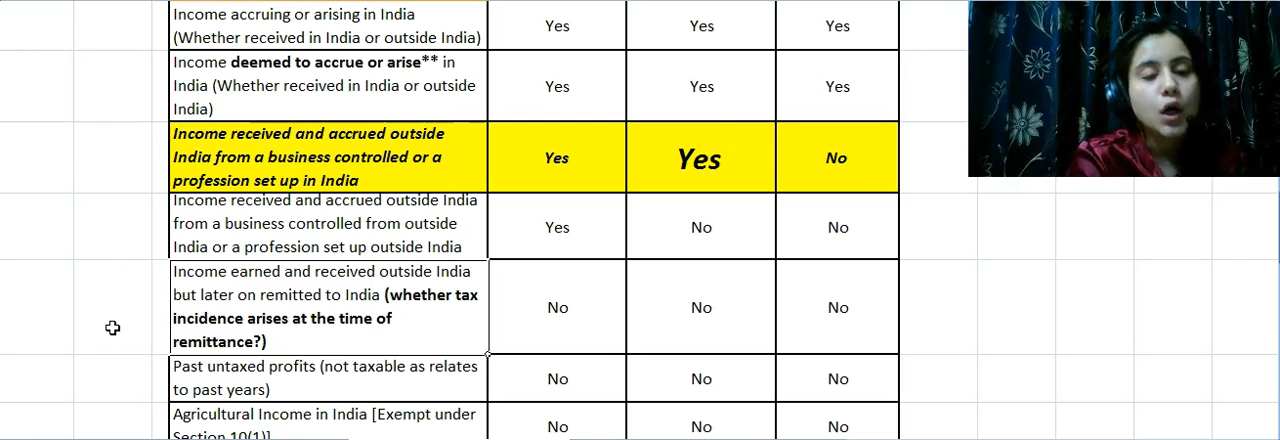 Income accruing or arising in India
(Whether received in India or outside India)
Yes Yes Yes
Income deemed to accrue or arise** in
India (Whether received in India or outside
India)
Yes Yes Yes
Income received and accrued outside
India from a business controlled or a
profession set up in India
Yes Yes No
Income received and accrued outside India
from a business controlled from outside
India or a profession set up outside India
Yes No No
Income earned and received outside India
but later on remitted to India (whether tax
incidence arises at the time of
remittance?)
No No No
Past untaxed profits (not taxable as relates
to past years)
No No No
Agricultural Income in India [Exempt under
Section 10(1)]
No No No